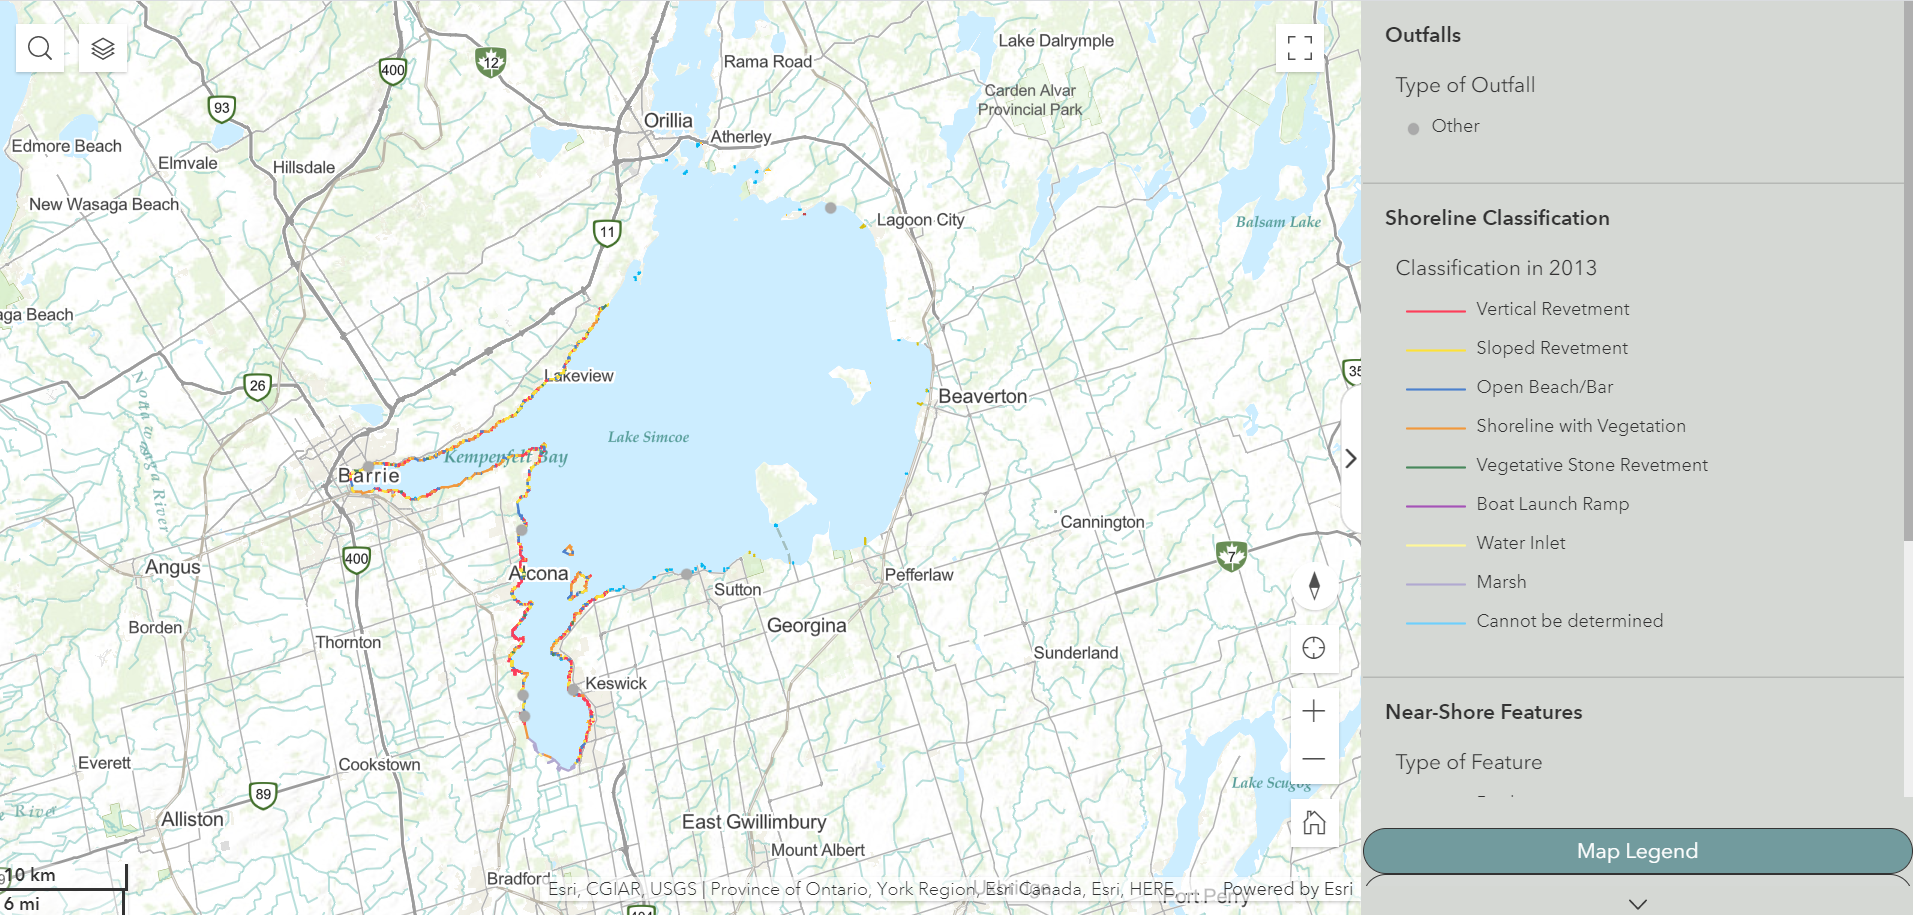 Lake Dalrymple
Rama Road
12
400
Carden Alvar
Provincial Park
93
Orillia
Atherley
Edmore Beach
Elmvale
Hillsdale
New Wasaga Beach
Lagoon City
Balsam Lake
11
aga Beach
Lakeview
26
35
Beaverton
Nottawasaga River
Lake Simcoe
Kempenfelt Bay
Barrie
Cannington
400
7
Angus
Alcona
Pefferlaw
Sutton
Borden
Georgina
Thornton
Sunderland
Keswick
Everett
Cookstown
Lake Scugog
89
River
Alliston
East Gwillimbury
Mount Albert
10 km
6 mi
Bradford
404
Port Perry
Esri, CGIAR, USGS | Province of Ontario, York Region, Esri Canada, Esri, HERE, ...
Powered by Esri
Outfalls
Type of Outfall
Other
Shoreline Classification
Classification in 2013
Vertical Revetment
Sloped Revetment
Open Beach/Bar
Shoreline with Vegetation
Vegetative Stone Revetment
Boat Launch Ramp
Water Inlet
Marsh
Cannot be determined
Near-Shore Features
Type of Feature
Map Legend